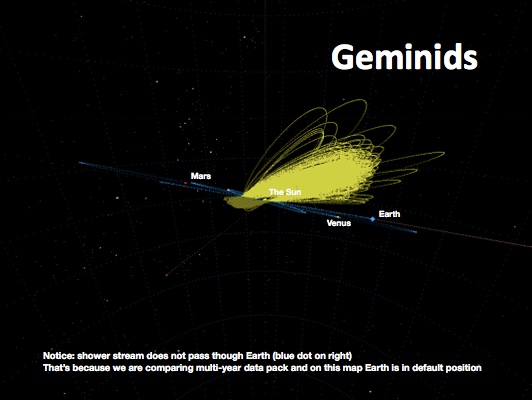 Geminids
Mars
The Sun
Earth
Venus
Notice: shower stream does not pass though Earth (blue dot on right)
That's because we are comparing multi-year data pack and on this map Earth is in default position